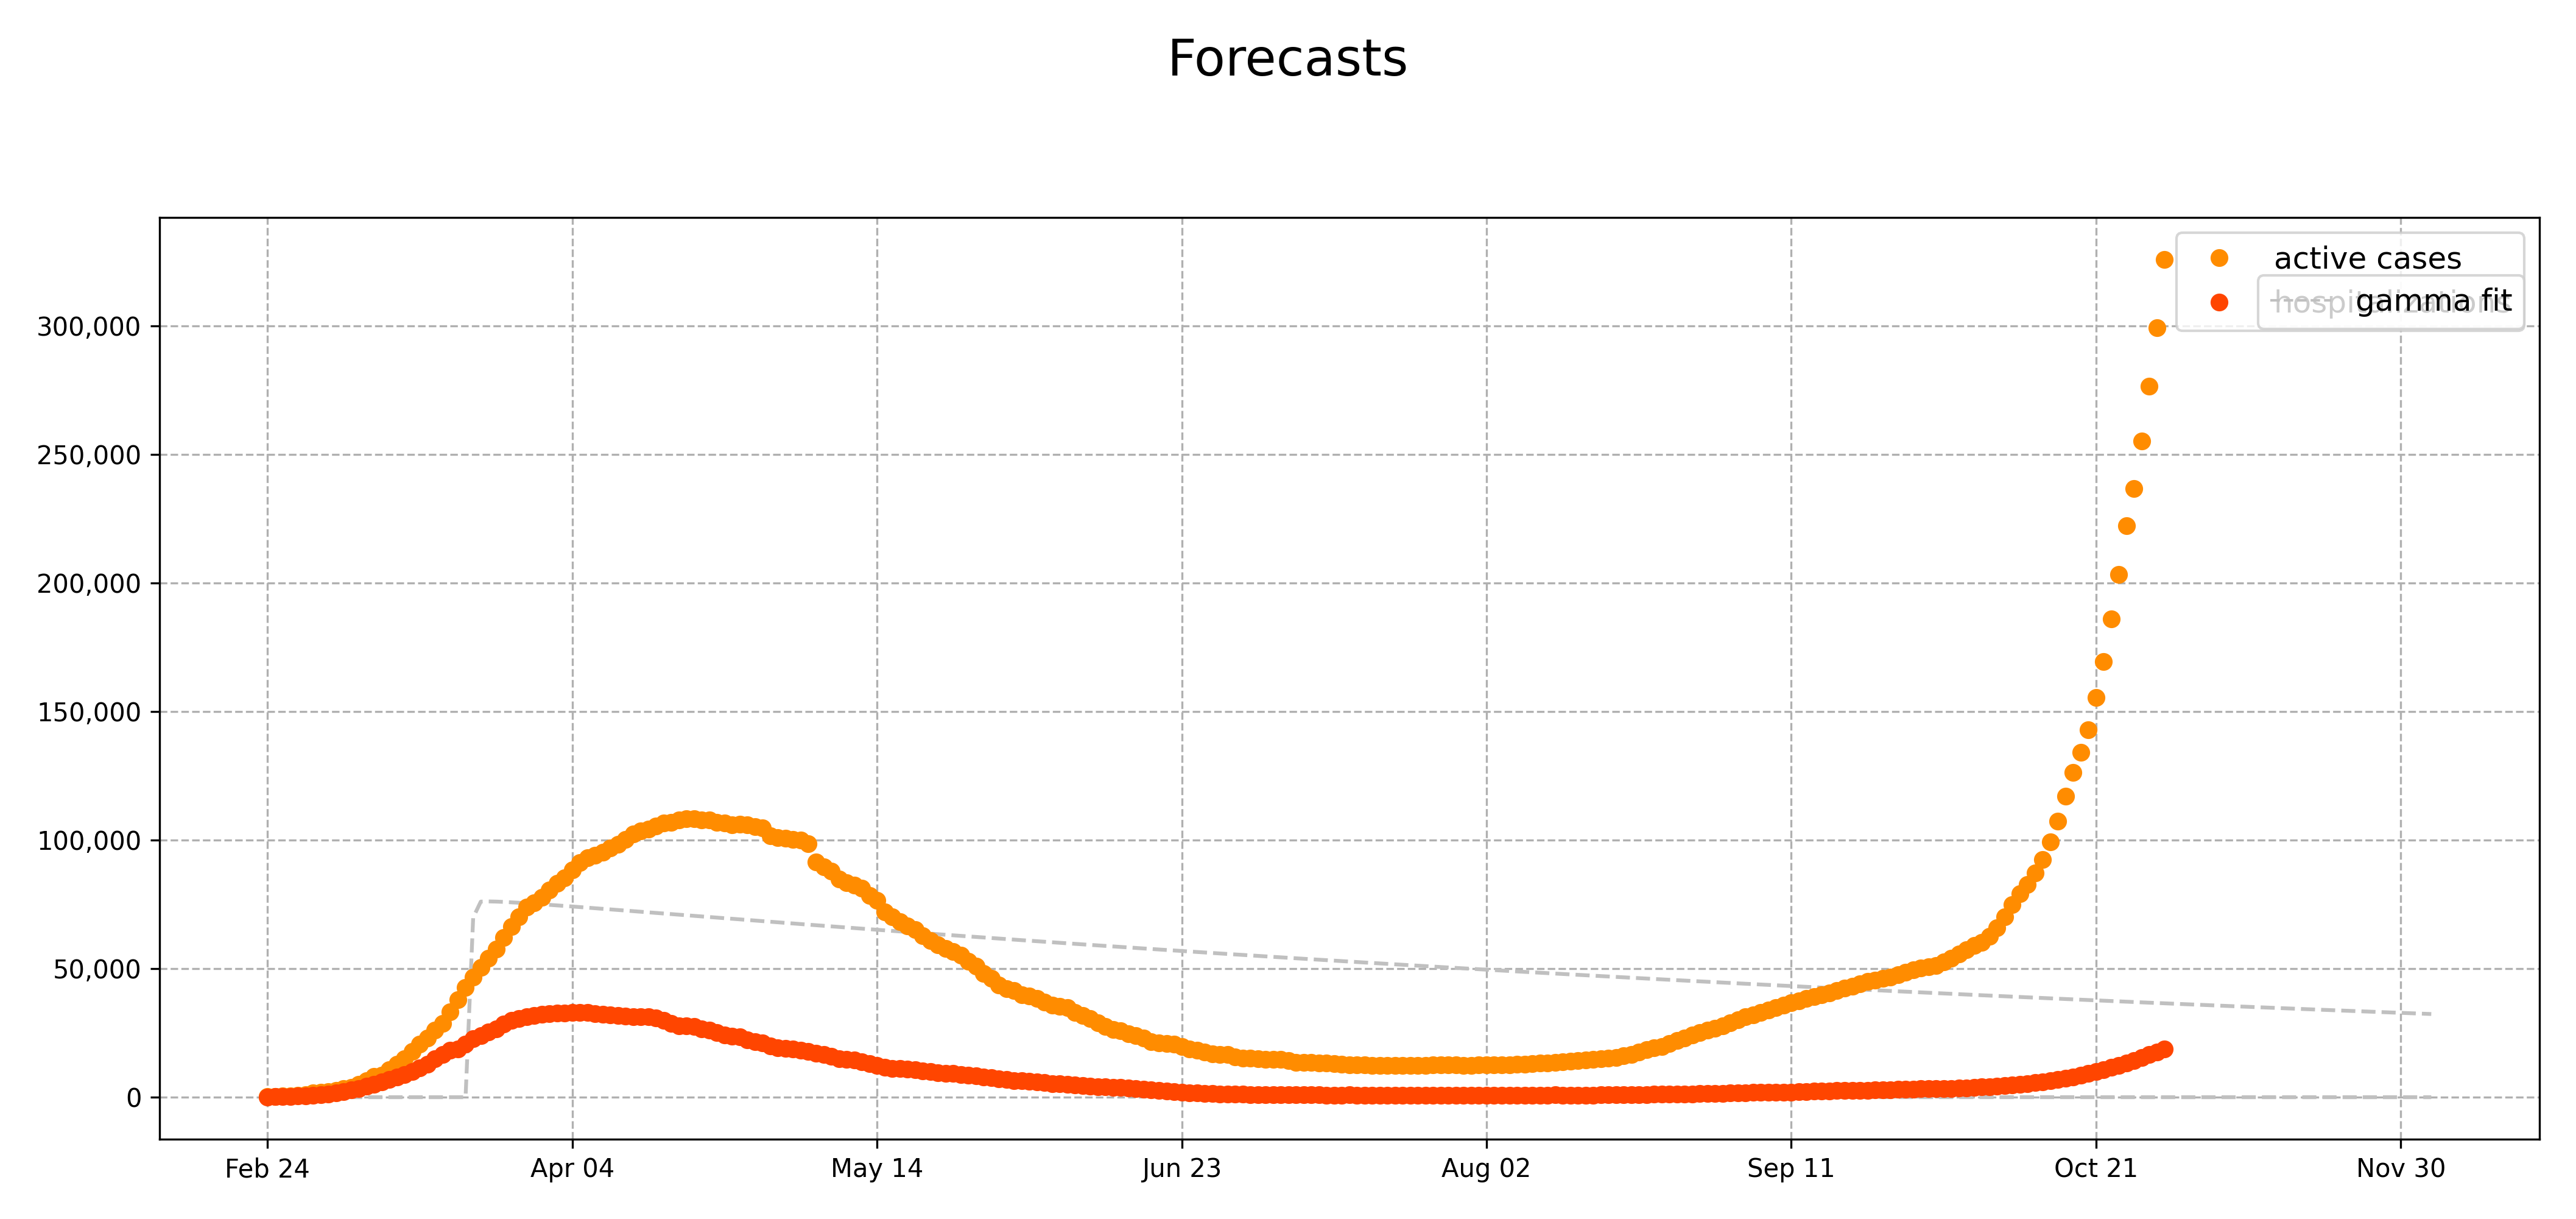 Forecasts
active cases
hospitalizations
gamma fit
300,000
250,000
200,000
150,000
100,000
50,000
0
Feb 24
Apr 04
May 14
Jun 23
Aug 02
Sep 11
Oct 21
Nov 30